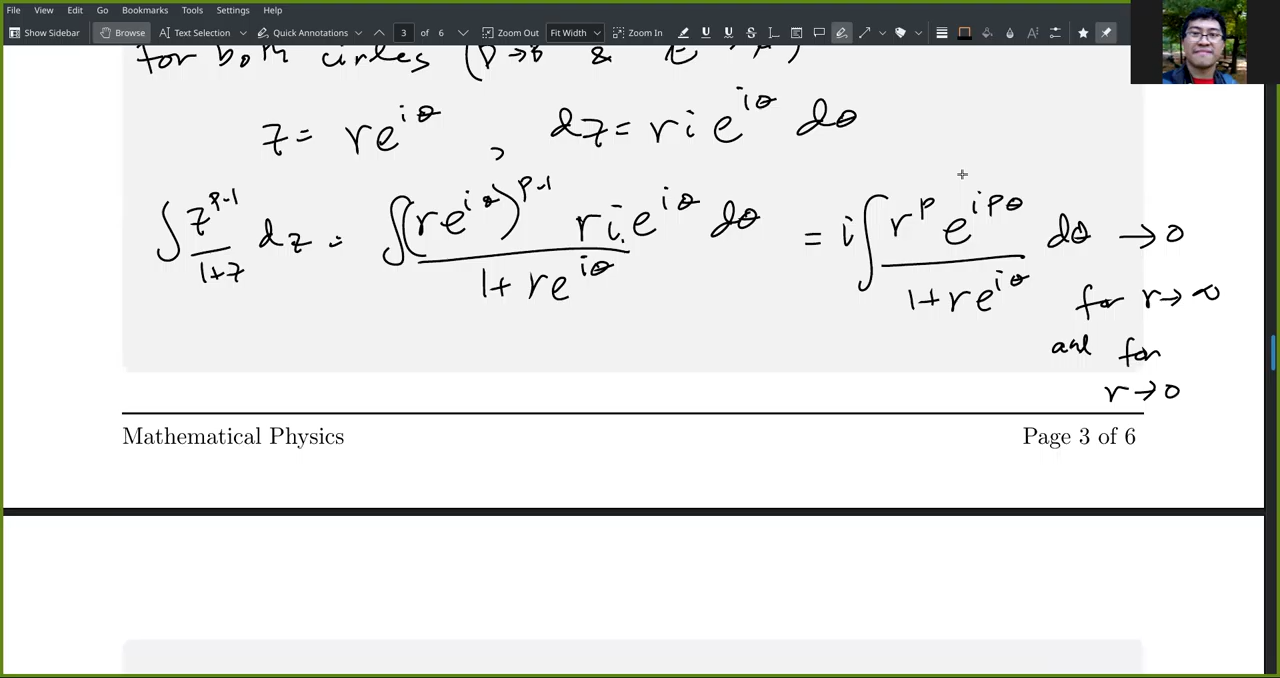 File View Edit Go Bookmarks Tools Settings Help
Show Sidebar Browse Text Selection Quick Annotations 3 of 6 Zoom Out Fit Width Zoom In
for both circles (D→B &
z = re^{iθ} , dz = rie^{iθ} dθ
∫ z^{p-1}/(1+z) dz = ∫ (re^{iθ})^{p-1} ri e^{iθ} dθ/(1+re^{iθ}) = i∫ r^p e^{ipθ}/(1+re^{iθ}) dθ → 0
for r→∞
and for
r→0
Mathematical Physics Page 3 of 6